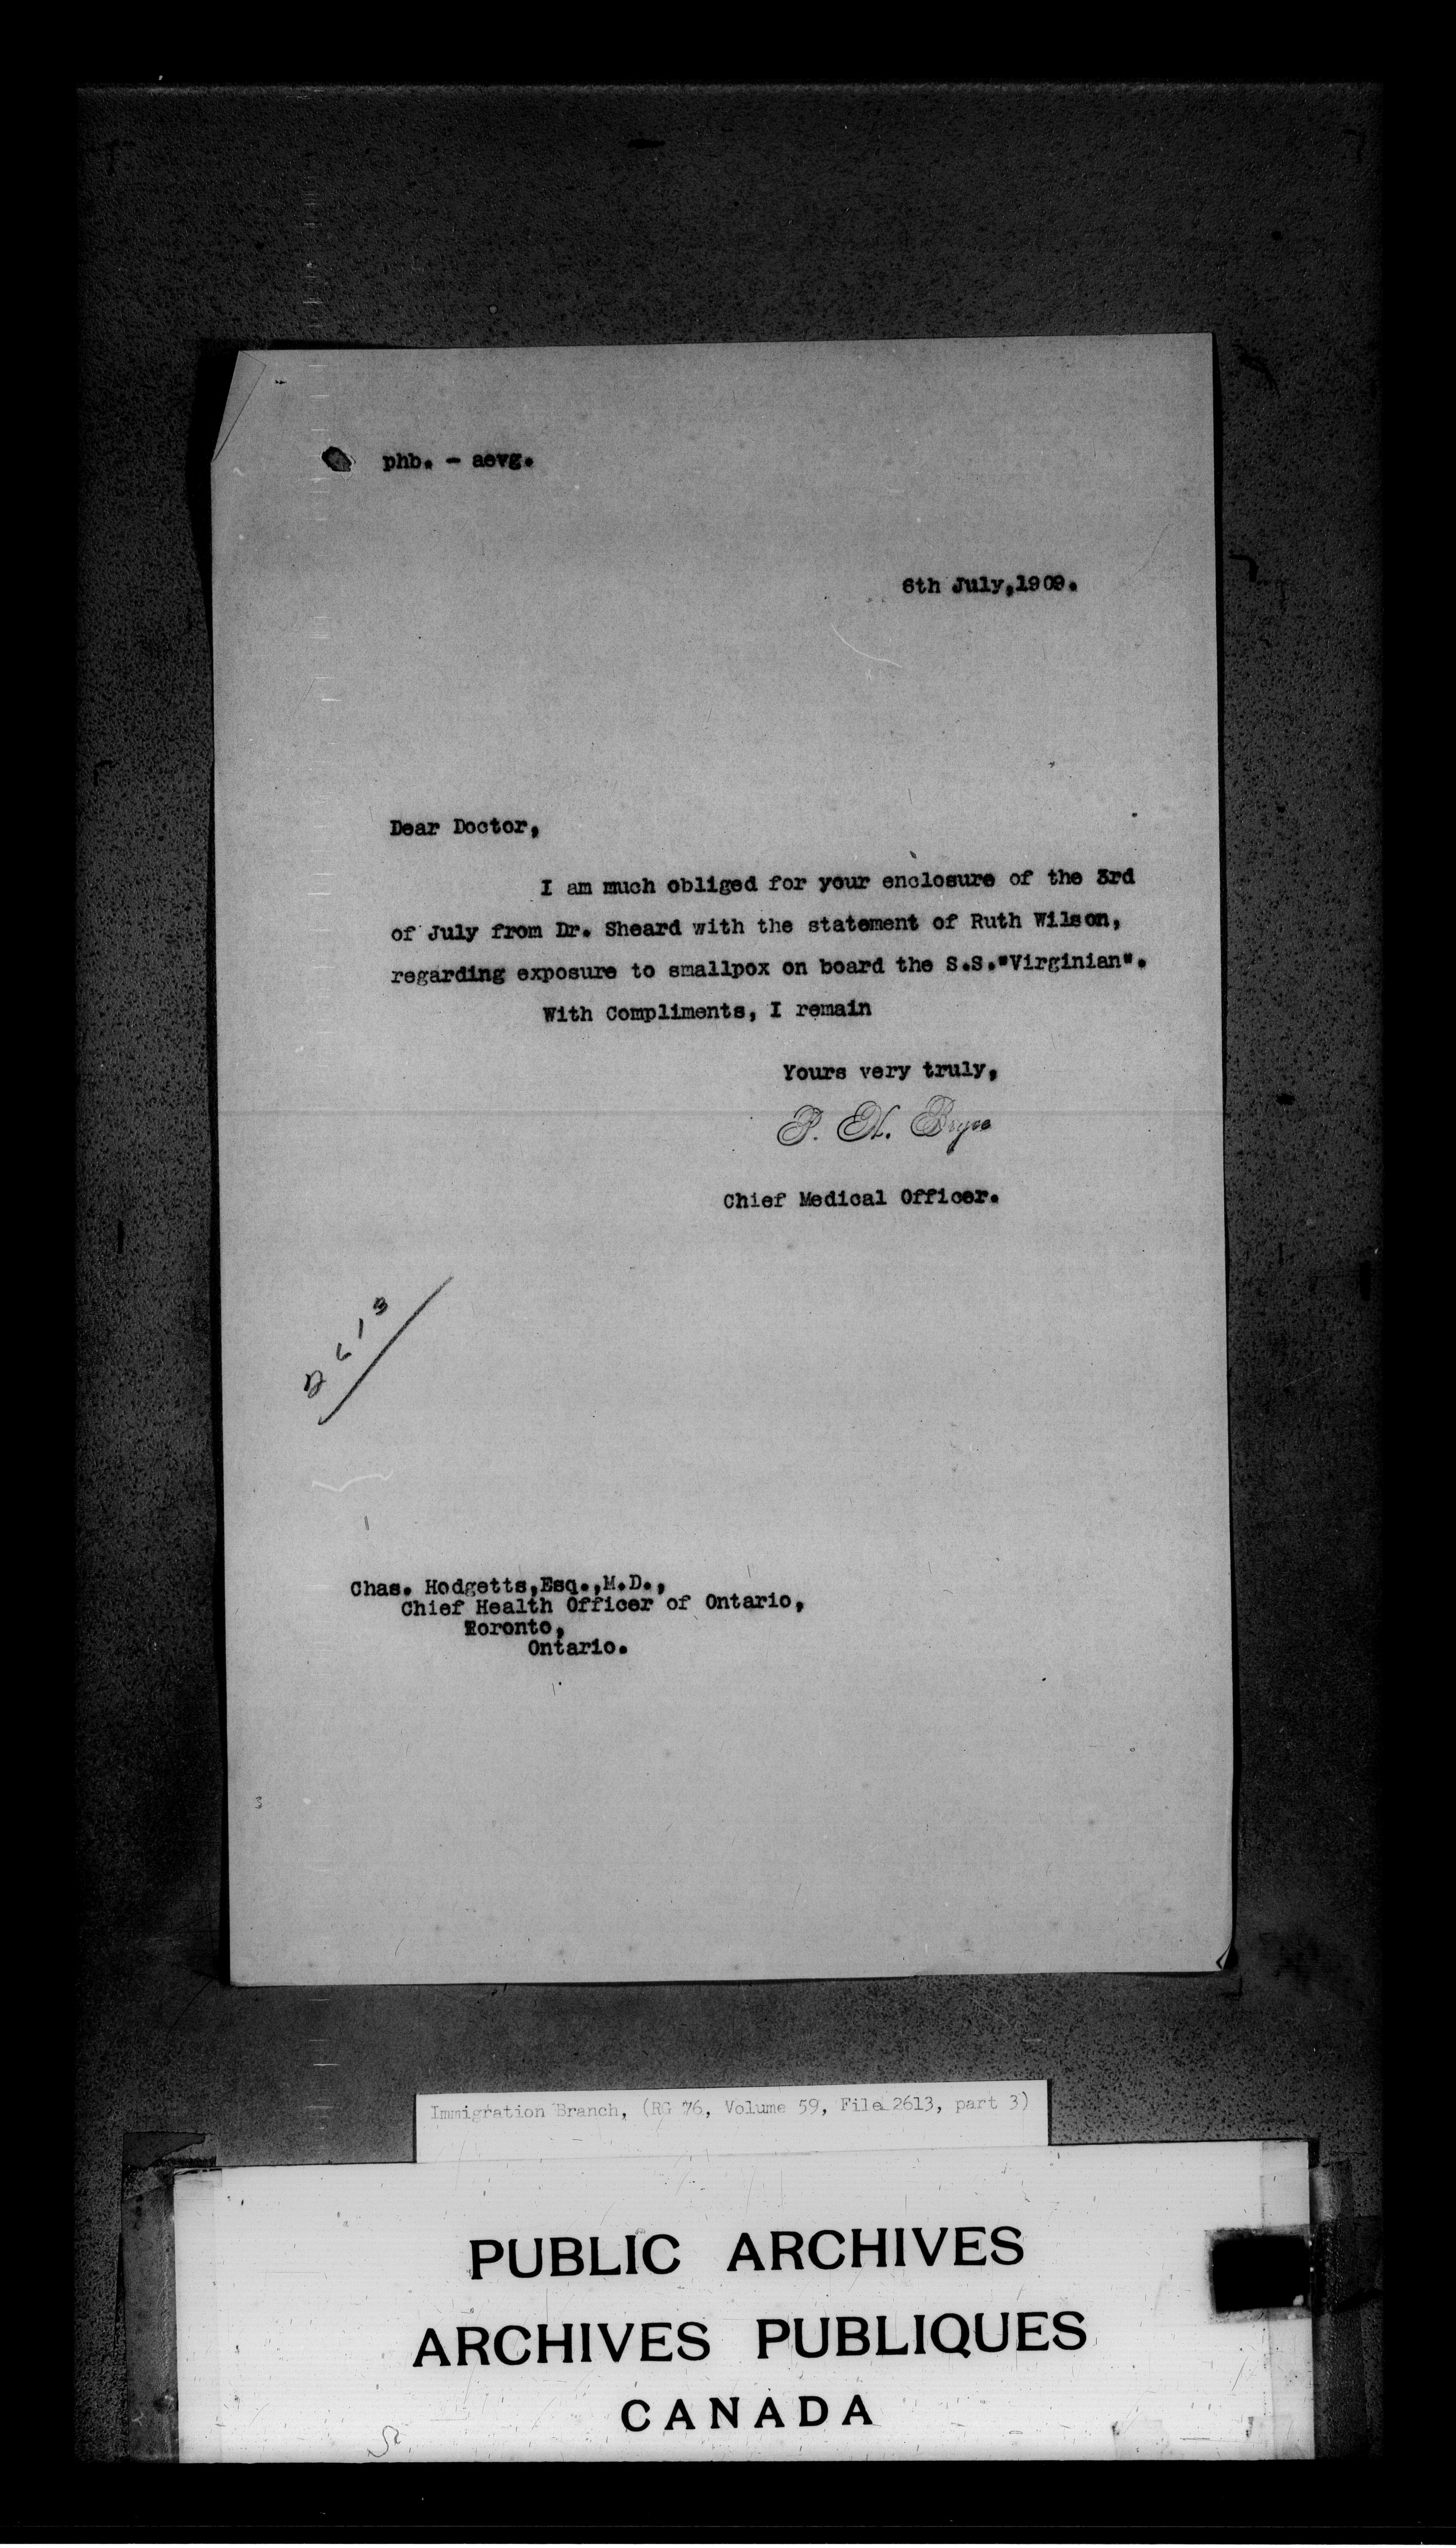 phb. - aevg.
6th July,1909.
Dear Doctor,
I am much obliged for your enclosure of the 3rd
of July from Dr. Sheard with the statement of Ruth Wilson,
regarding exposure to smallpox on board the S.S."Virginian".
With Compliments, I remain
Yours very truly,
P. H. Bryce
Chief Medical Officer.
2613
Chas. Hodgetts,Esq.,M.D.,
Chief Health Officer of Ontario,
Toronto,
Ontario.
3
Immigration Branch, (RG 76, Volume 59, File 2613, part 3)
PUBLIC ARCHIVES
ARCHIVES PUBLIQUES
CANADA